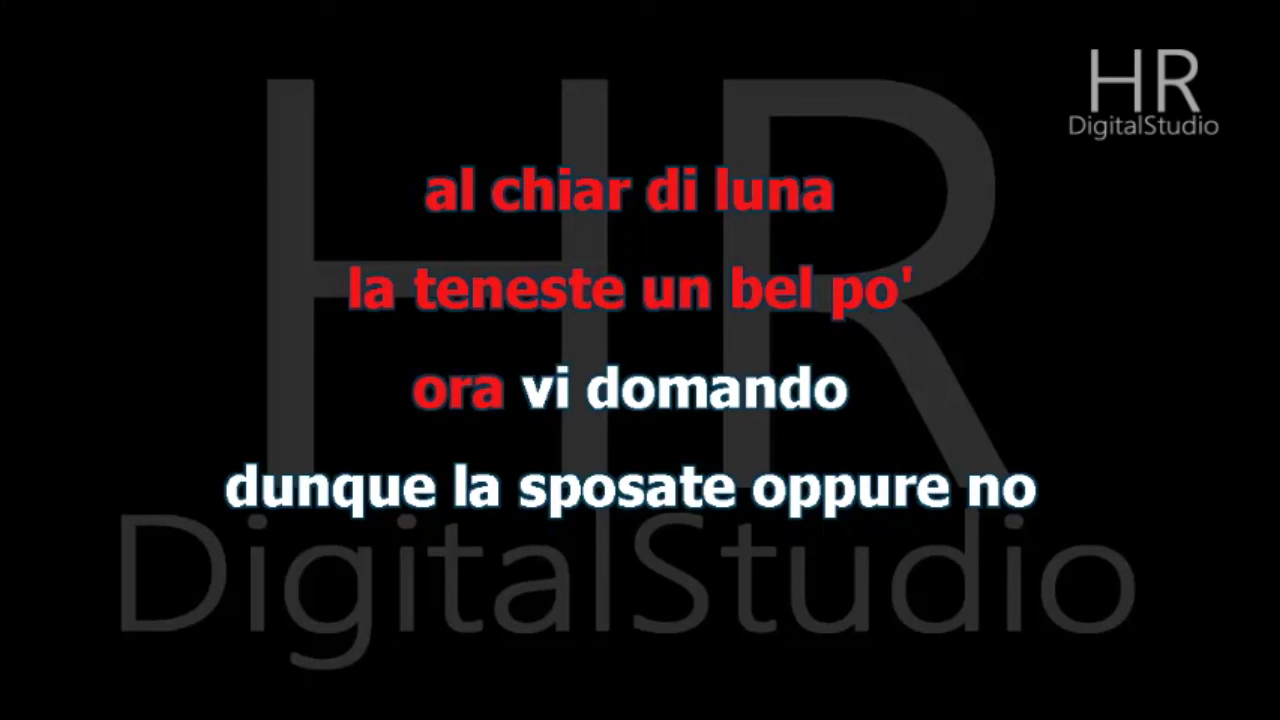 HR
DigitalStudio
al chiar di luna
la teneste un bel po'
ora vi domando
dunque la sposate oppure no
HR
DigitalStudio